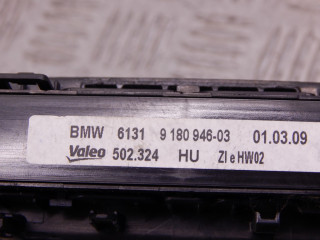 BMW 6131 9 180 946-03 01.03.09
Valeo 502.324 HU ZI e HW02